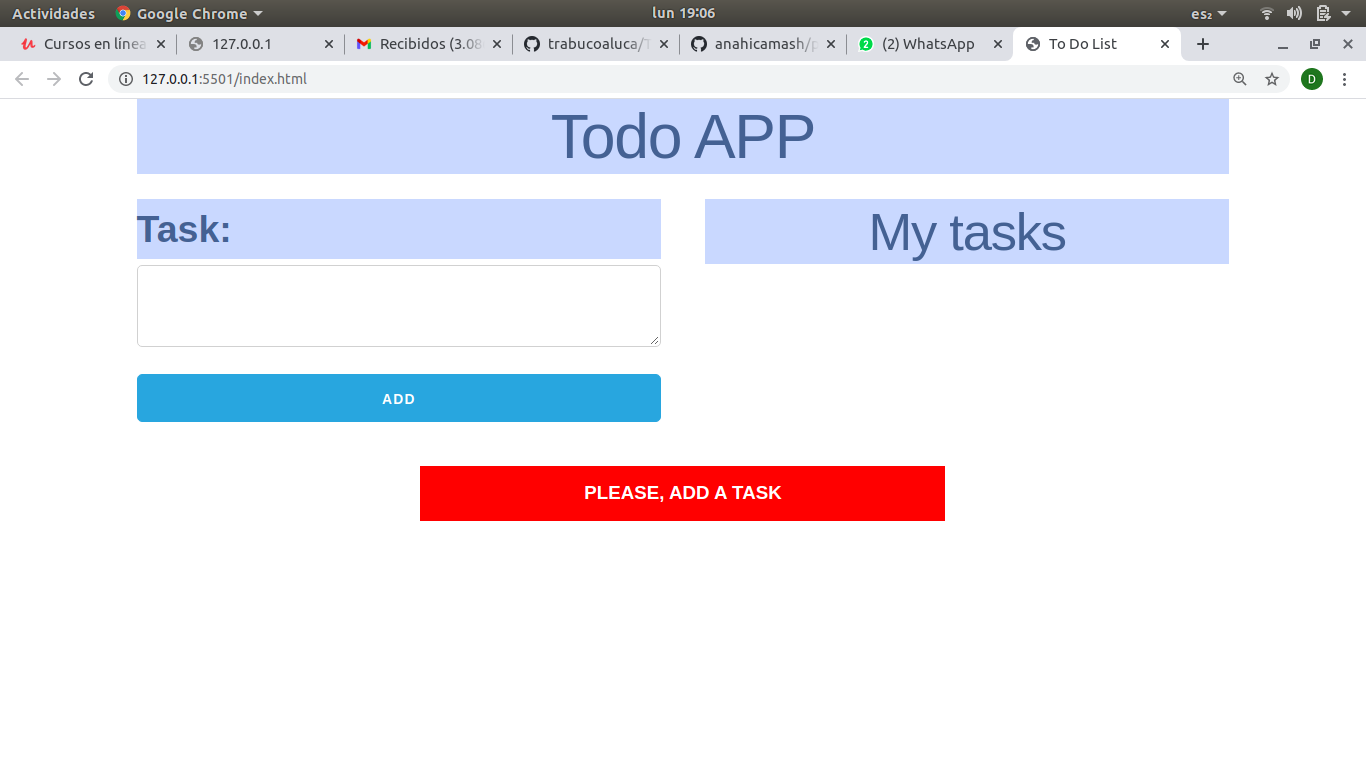 Actividades Google Chrome lun 19:06 es₂
Cursos en línea 127.0.0.1 Recibidos (3.08 trabucoaluca/T anahicamash/p (2) WhatsApp To Do List
127.0.0.1:5501/index.html D
Todo APP
Task: My tasks
ADD
PLEASE, ADD A TASK